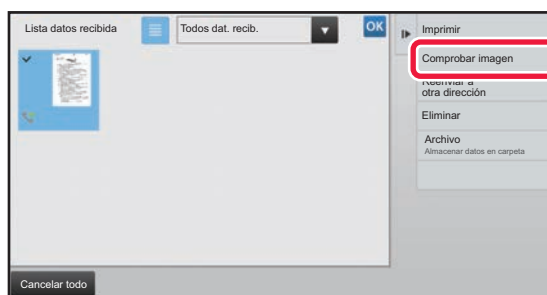 Lista datos recibida
Todos dat. recib.
OK
Imprimir
Comprobar imagen
Reenviar a
otra dirección
Eliminar
Archivo
Almacenar datos en carpeta
Cancelar todo